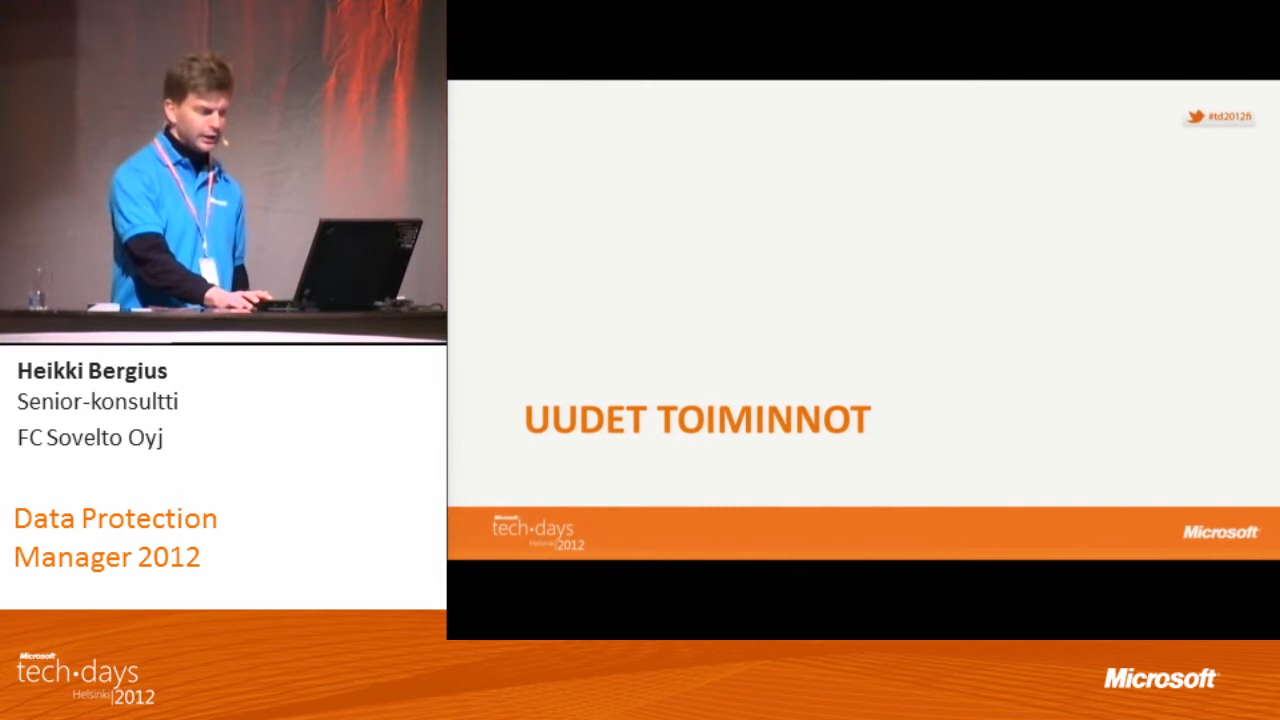 Heikki Bergius
Senior-konsultti
FC Sovelto Oyj
Data Protection
Manager 2012
Microsoft
tech·days
Helsinki|2012
#td2012fi
UUDET TOIMINNOT
Microsoft
tech·days
Helsinki|2012
Microsoft
Microsoft